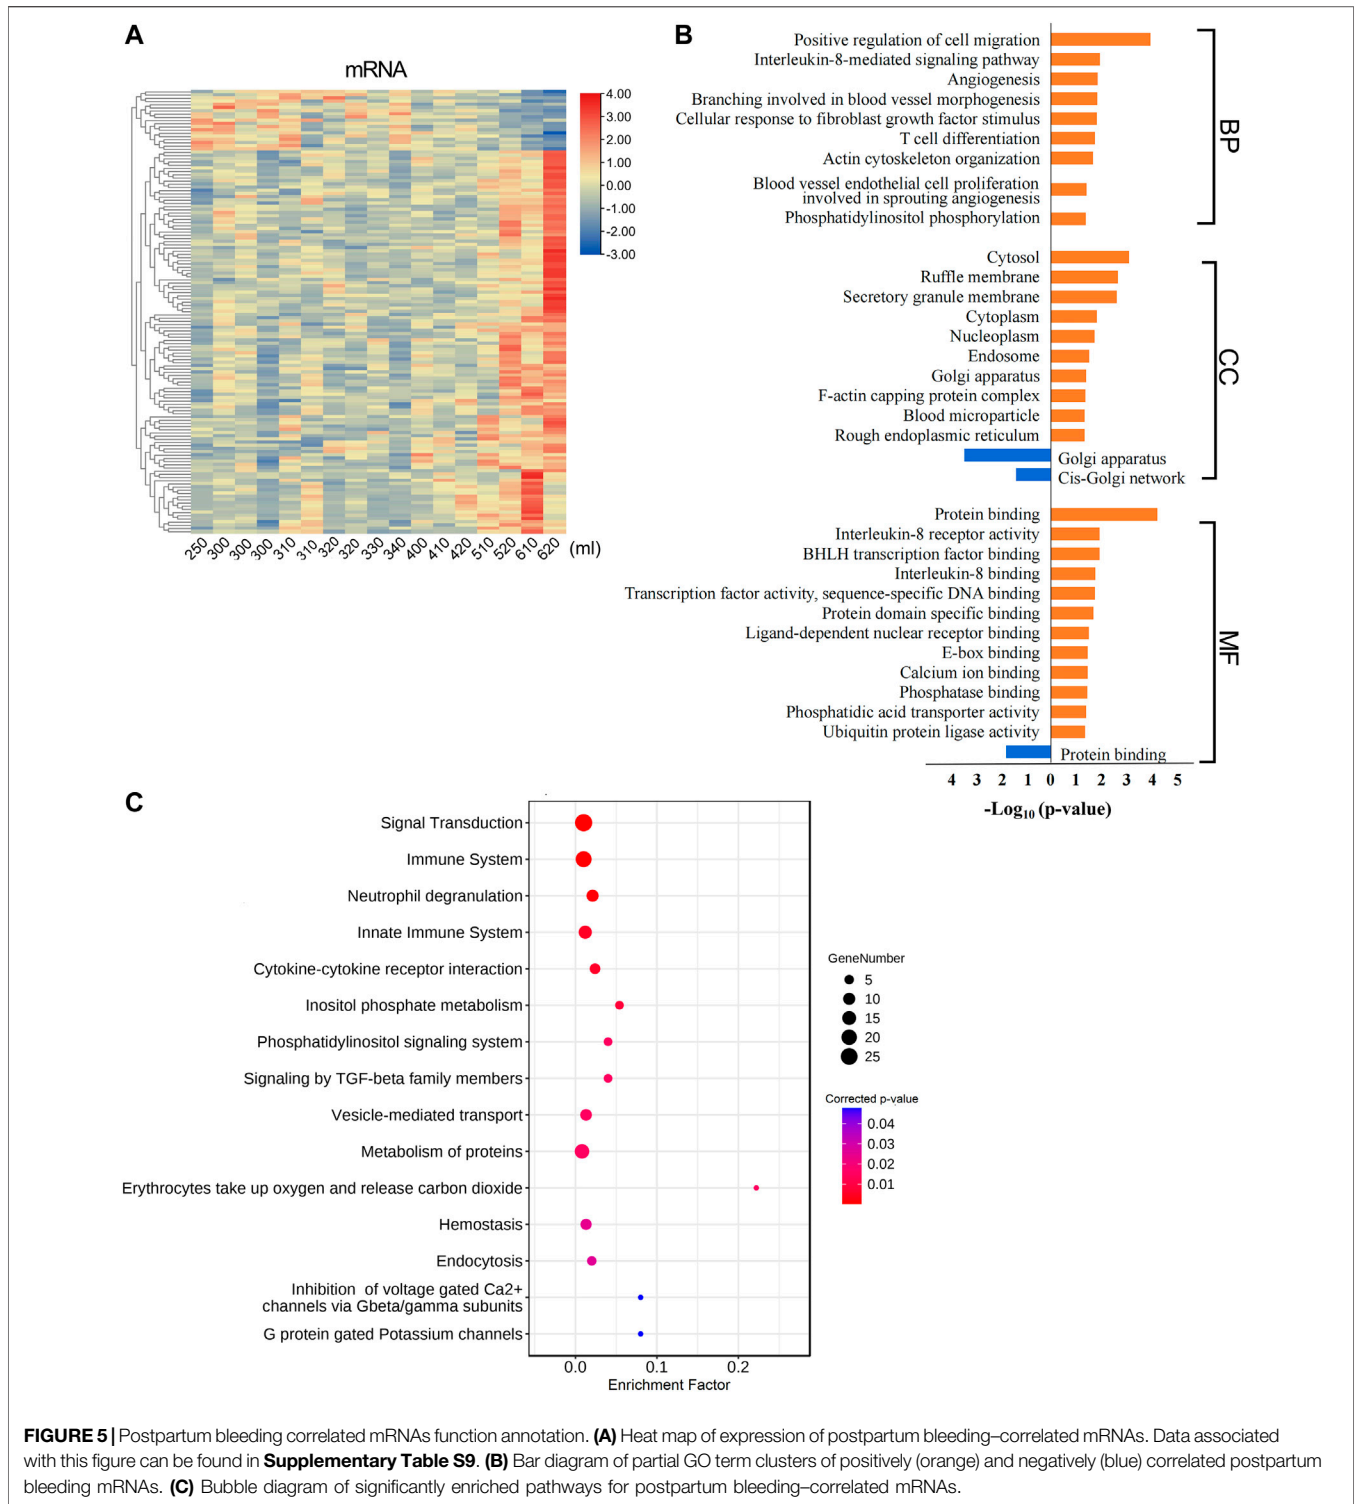 A
mRNA
4.00
3.00
2.00
1.00
0.00
-1.00
-2.00
-3.00
250 300 300 300 310 310 320 320 330 340 400 410 420 510 520 610 620 (ml)
B
Positive regulation of cell migration
Interleukin-8-mediated signaling pathway
Angiogenesis
Branching involved in blood vessel morphogenesis
Cellular response to fibroblast growth factor stimulus
T cell differentiation
Actin cytoskeleton organization
Blood vessel endothelial cell proliferation
involved in sprouting angiogenesis
Phosphatidylinositol phosphorylation
BP
Cytosol
Ruffle membrane
Secretory granule membrane
Cytoplasm
Nucleoplasm
Endosome
Golgi apparatus
F-actin capping protein complex
Blood microparticle
Rough endoplasmic reticulum
Golgi apparatus
Cis-Golgi network
CC
Protein binding
Interleukin-8 receptor activity
BHLH transcription factor binding
Interleukin-8 binding
Transcription factor activity, sequence-specific DNA binding
Protein domain specific binding
Ligand-dependent nuclear receptor binding
E-box binding
Calcium ion binding
Phosphatase binding
Phosphatidic acid transporter activity
Ubiquitin protein ligase activity
Protein binding
MF
4 3 2 1 0 1 2 3 4 5
-Log10 (p-value)
C
Signal Transduction
Immune System
Neutrophil degranulation
Innate Immune System
Cytokine-cytokine receptor interaction
Inositol phosphate metabolism
Phosphatidylinositol signaling system
Signaling by TGF-beta family members
Vesicle-mediated transport
Metabolism of proteins
Erythrocytes take up oxygen and release carbon dioxide
Hemostasis
Endocytosis
Inhibition of voltage gated Ca2+
channels via Gbeta/gamma subunits
G protein gated Potassium channels
0.0 0.1 0.2
Enrichment Factor
GeneNumber
5
10
15
20
25
Corrected p-value
0.04
0.03
0.02
0.01
FIGURE 5 | Postpartum bleeding correlated mRNAs function annotation. (A) Heat map of expression of postpartum bleeding–correlated mRNAs. Data associated
with this figure can be found in Supplementary Table S9. (B) Bar diagram of partial GO term clusters of positively (orange) and negatively (blue) correlated postpartum
bleeding mRNAs. (C) Bubble diagram of significantly enriched pathways for postpartum bleeding–correlated mRNAs.